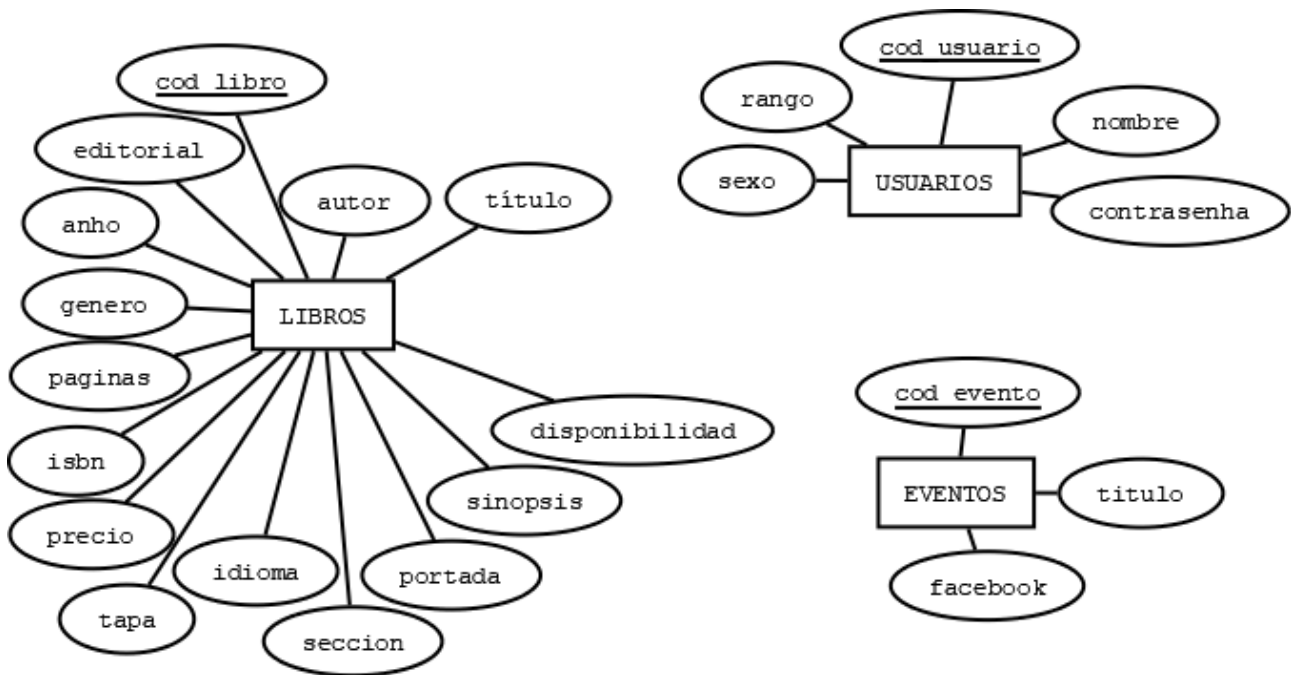 cod libro
editorial
anho
genero
paginas
isbn
precio
tapa
idioma
seccion
portada
sinopsis
disponibilidad
autor
título
LIBROS
cod usuario
rango
sexo
nombre
contrasenha
USUARIOS
cod evento
EVENTOS
titulo
facebook